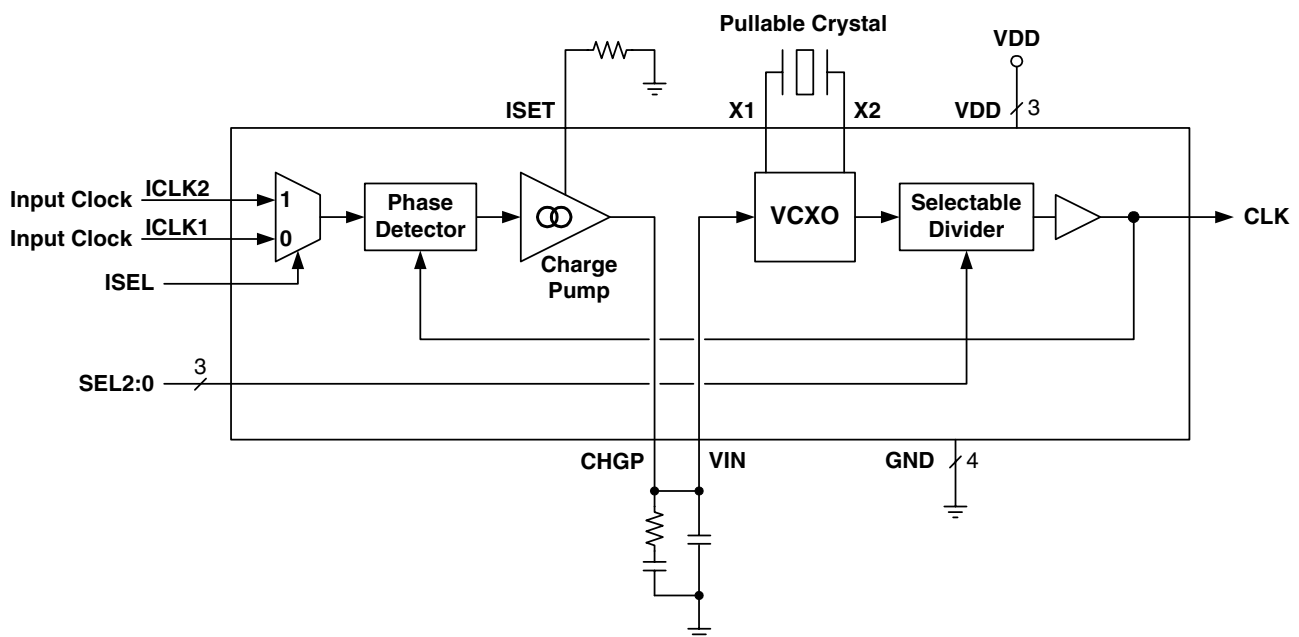 Pullable Crystal
VDD
ISET
X1
X2
VDD
3
Input Clock
ICLK2
1
Input Clock
ICLK1
0
ISEL
Phase
Detector
Charge
Pump
VCXO
Selectable
Divider
CLK
SEL2:0
3
CHGP
VIN
GND
4